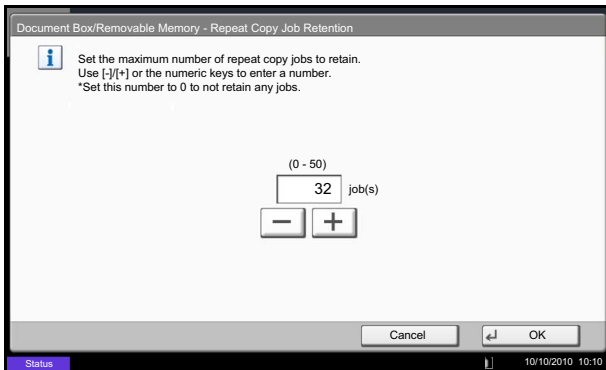 Document Box/Removable Memory - Repeat Copy Job Retention
Set the maximum number of repeat copy jobs to retain.
Use [-]/[+] or the numeric keys to enter a number.
*Set this number to 0 to not retain any jobs.
(0 - 50)
32 job(s)
Cancel
OK
Status
10/10/2010 10:10